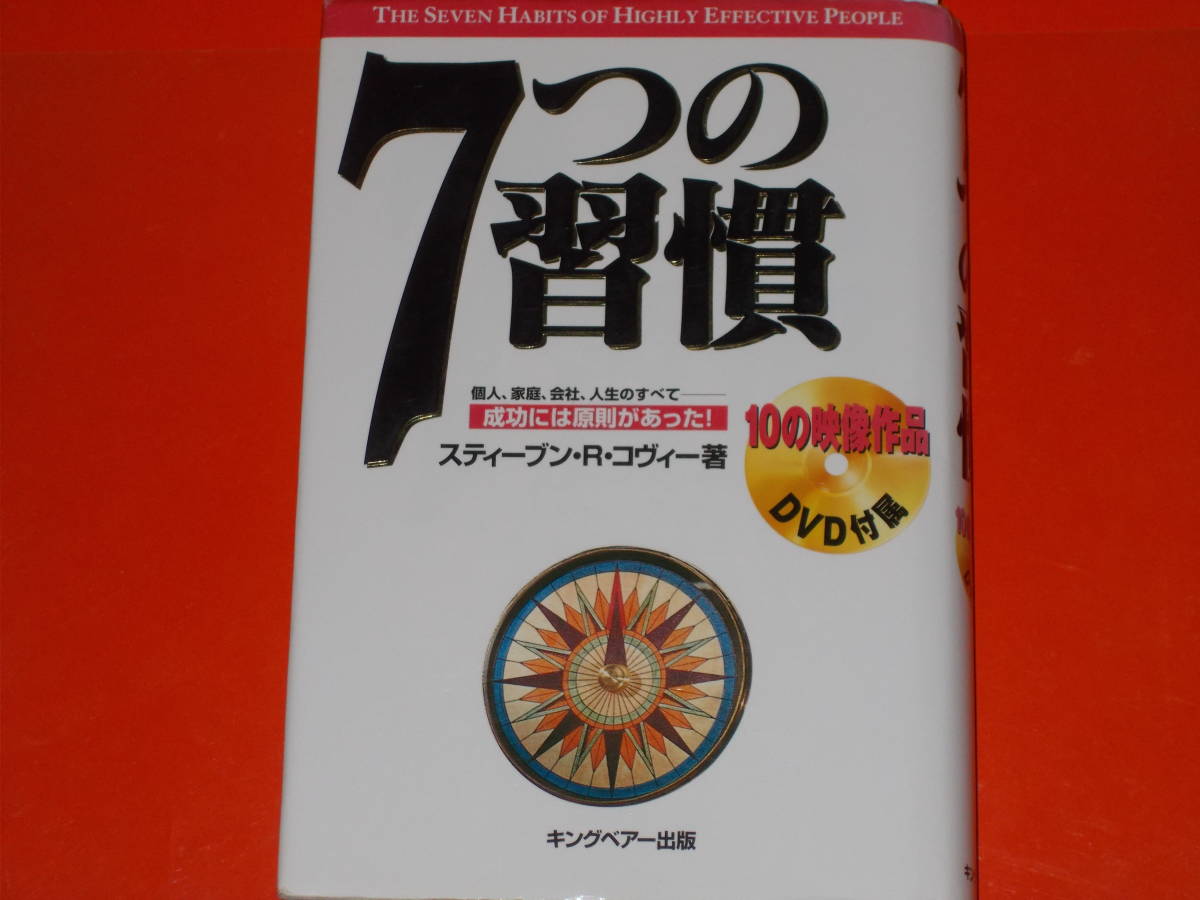 THE SEVEN HABITS OF HIGHLY EFFECTIVE PEOPLE
7つの
習慣
個人、家庭、会社、人生のすべて――
成功には原則があった!
スティーブン・R・コヴィー著
10の映像作品
DVD付属
キングベアー出版